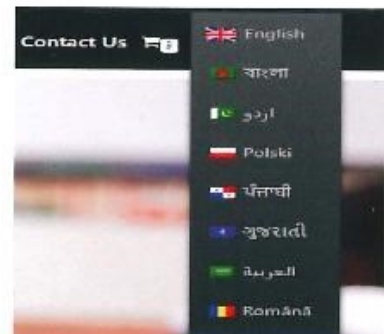 Contact Us
English
বাংলা
اردو
Polski
ਪੰਜਾਬੀ
ગુજરાતી
العربية
Română